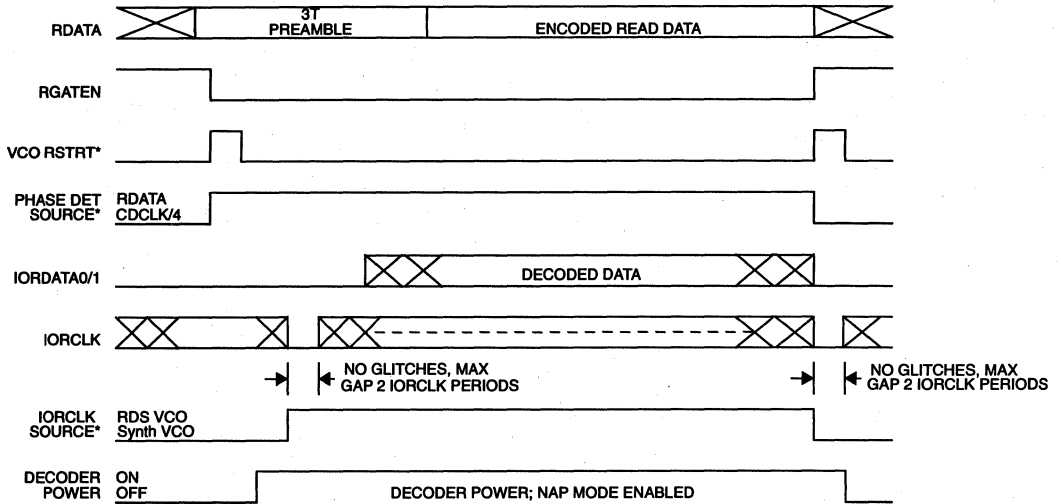 RDATA
3T
PREAMBLE
ENCODED READ DATA
RGATEN
VCO RSTRT*
PHASE DET RDATA
SOURCE* CDCLK/4
IORDATA0/1
DECODED DATA
IORCLK
NO GLITCHES, MAX
GAP 2 IORCLK PERIODS
NO GLITCHES, MAX
GAP 2 IORCLK PERIODS
IORCLK RDS VCO
SOURCE* Synth VCO
DECODER ON
POWER OFF
DECODER POWER; NAP MODE ENABLED